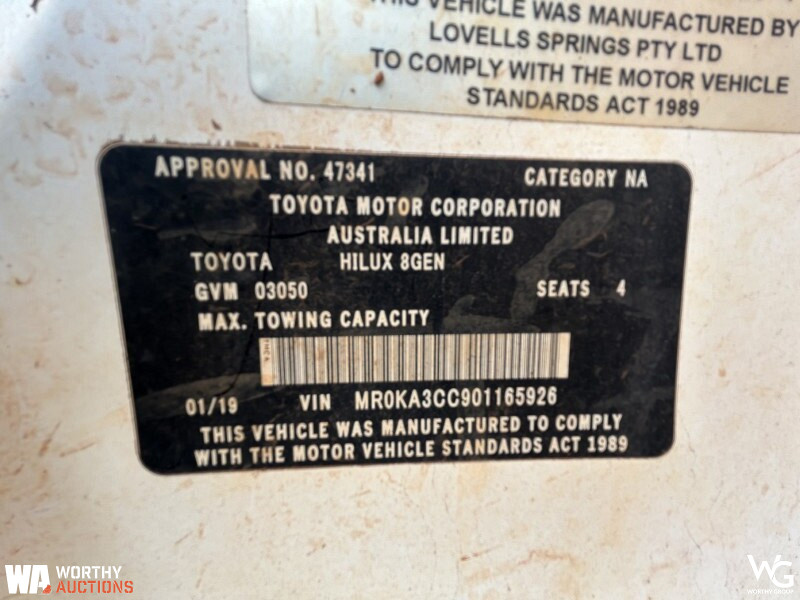 THIS VEHICLE WAS MANUFACTURED BY
LOVELLS SPRINGS PTY LTD
TO COMPLY WITH THE MOTOR VEHICLE
STANDARDS ACT 1989
APPROVAL NO. 47341 CATEGORY NA
TOYOTA MOTOR CORPORATION
AUSTRALIA LIMITED
TOYOTA HILUX 8GEN
GVM 03050 SEATS 4
MAX. TOWING CAPACITY
01/19 VIN MR0KA3CC901165926
THIS VEHICLE WAS MANUFACTURED TO COMPLY
WITH THE MOTOR VEHICLE STANDARDS ACT 1989
WA WORTHY AUCTIONS
WG
WORTHY GROUP